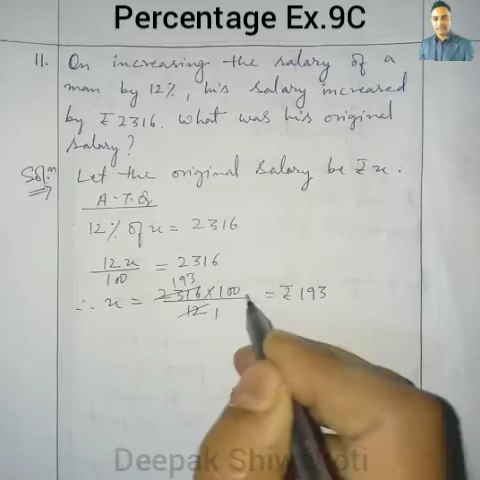 Percentage Ex.9C
11. On increasing the salary of a
man by 12%, his salary increased
by ₹2316. What was his original
salary?
Sol.ⁿ Let the original salary be ₹x.
A-T-Q
12% of x = 2316
12x/100 = 2316
193
∴ x = 2316×100/12 = ₹193
1
Deepak Shiv